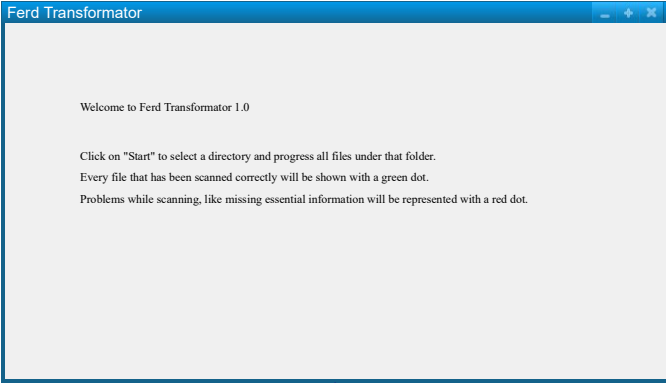 Ferd Transformator
Welcome to Ferd Transformator 1.0
Click on "Start" to select a directory and progress all files under that folder.
Every file that has been scanned correctly will be shown with a green dot.
Problems while scanning, like missing essential information will be represented with a red dot.